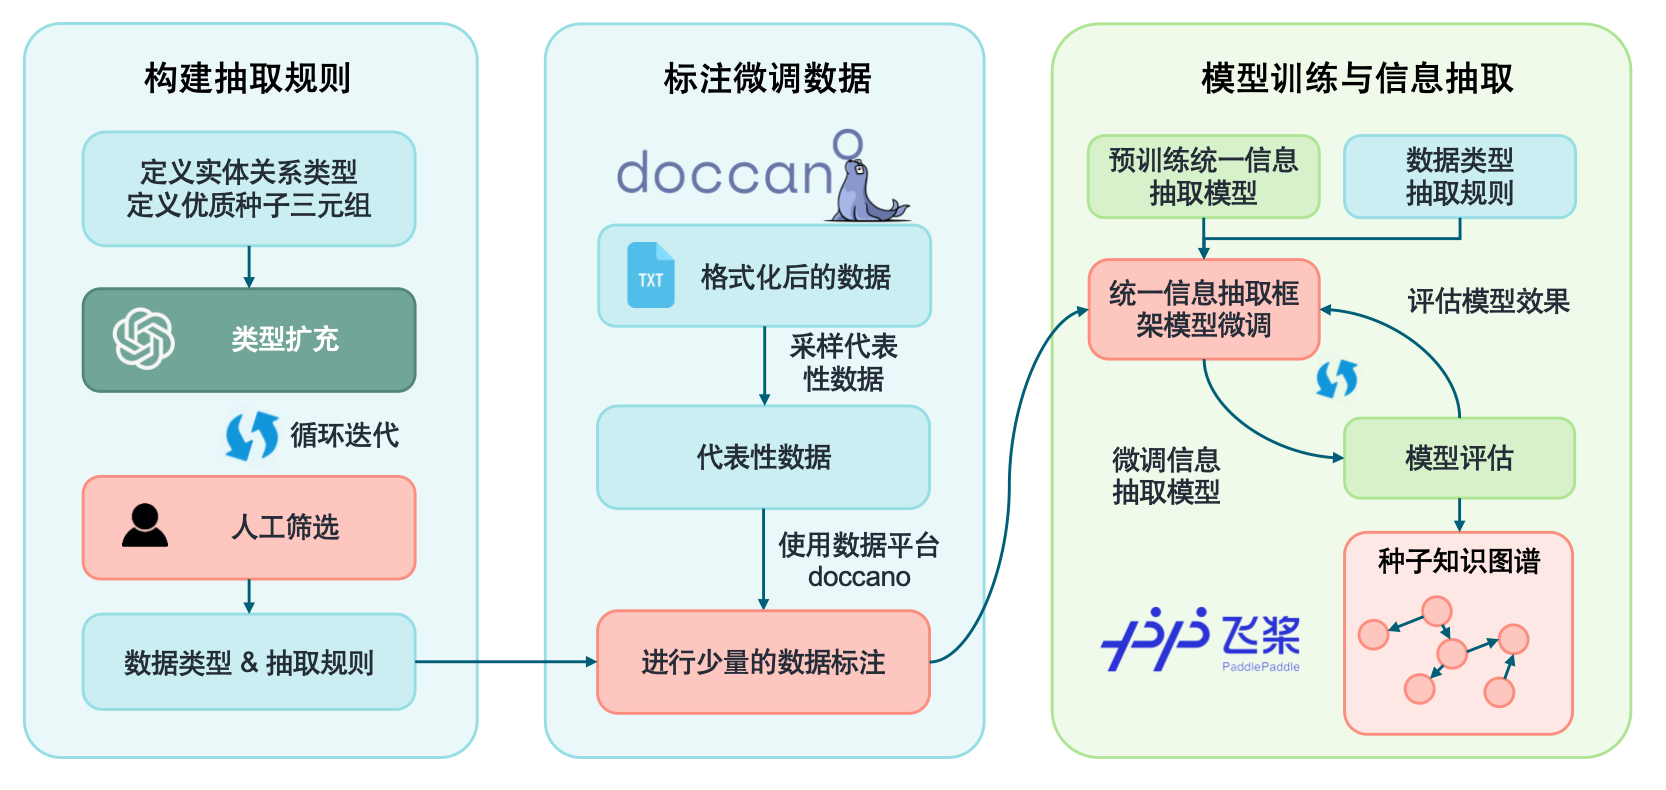 构建抽取规则
定义实体关系类型
定义优质种子三元组
类型扩充
循环迭代
人工筛选
数据类型 & 抽取规则
标注微调数据
doccano
TXT
格式化后的数据
采样代表
性数据
代表性数据
使用数据平台
doccano
进行少量的数据标注
模型训练与信息抽取
预训练统一信息
抽取模型
数据类型
抽取规则
统一信息抽取框
架模型微调
评估模型效果
微调信息
抽取模型
模型评估
种子知识图谱
飞桨
PaddlePaddle